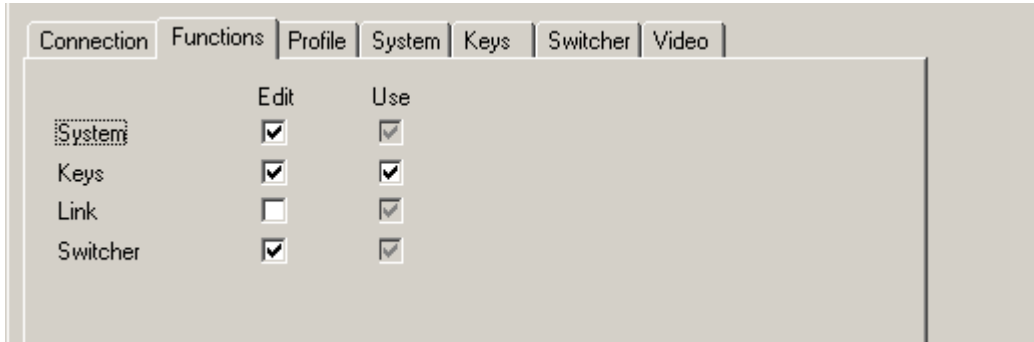 Connection Functions Profile System Keys Switcher Video
Edit Use
System
Keys
Link
Switcher